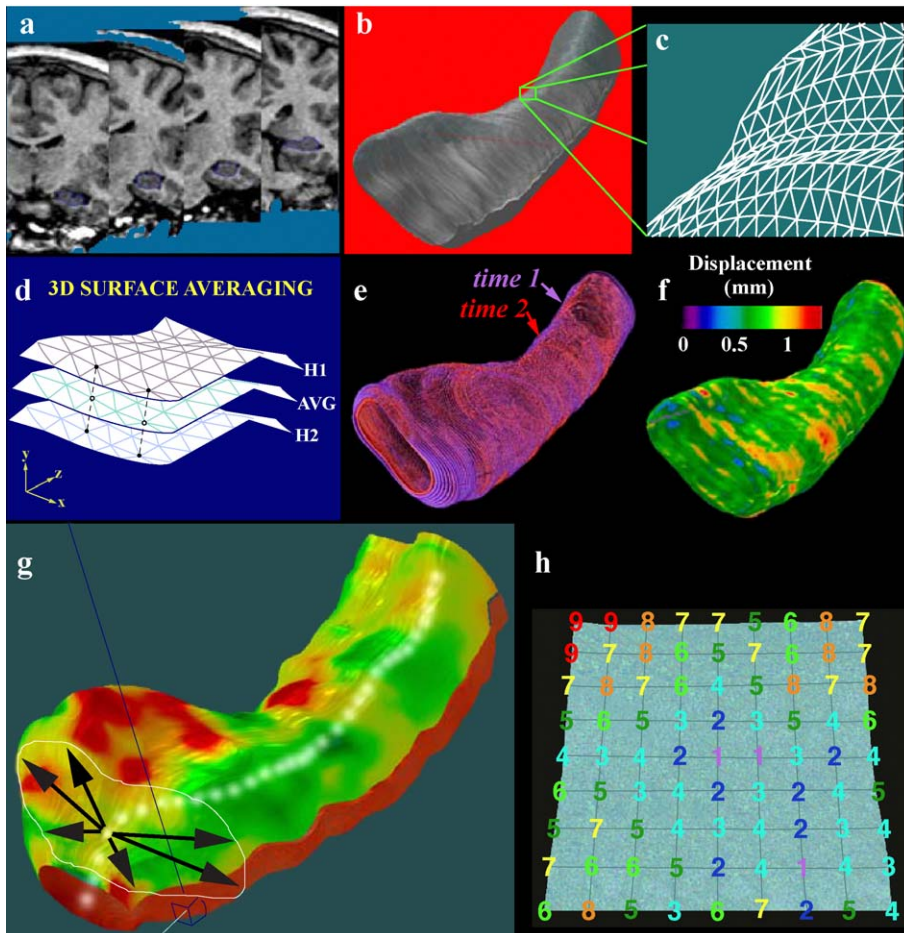 a
b
c
d 3D SURFACE AVERAGING
H1
AVG
H2
y
z
x
e
time 1
time 2
Displacement
(mm)
0 0.5 1
f
g
h
9 9 8 7 7 5 6 8 7
9 7 8 6 5 7 6 8 7
7 8 7 6 4 5 8 7 8
5 6 5 3 2 3 5 4 6
4 3 4 2 1 1 3 2 4
6 5 3 4 2 3 2 4 5
5 7 5 4 3 4 2 3 4
7 6 6 5 2 4 1 4 3
6 8 5 3 6 7 2 5 4